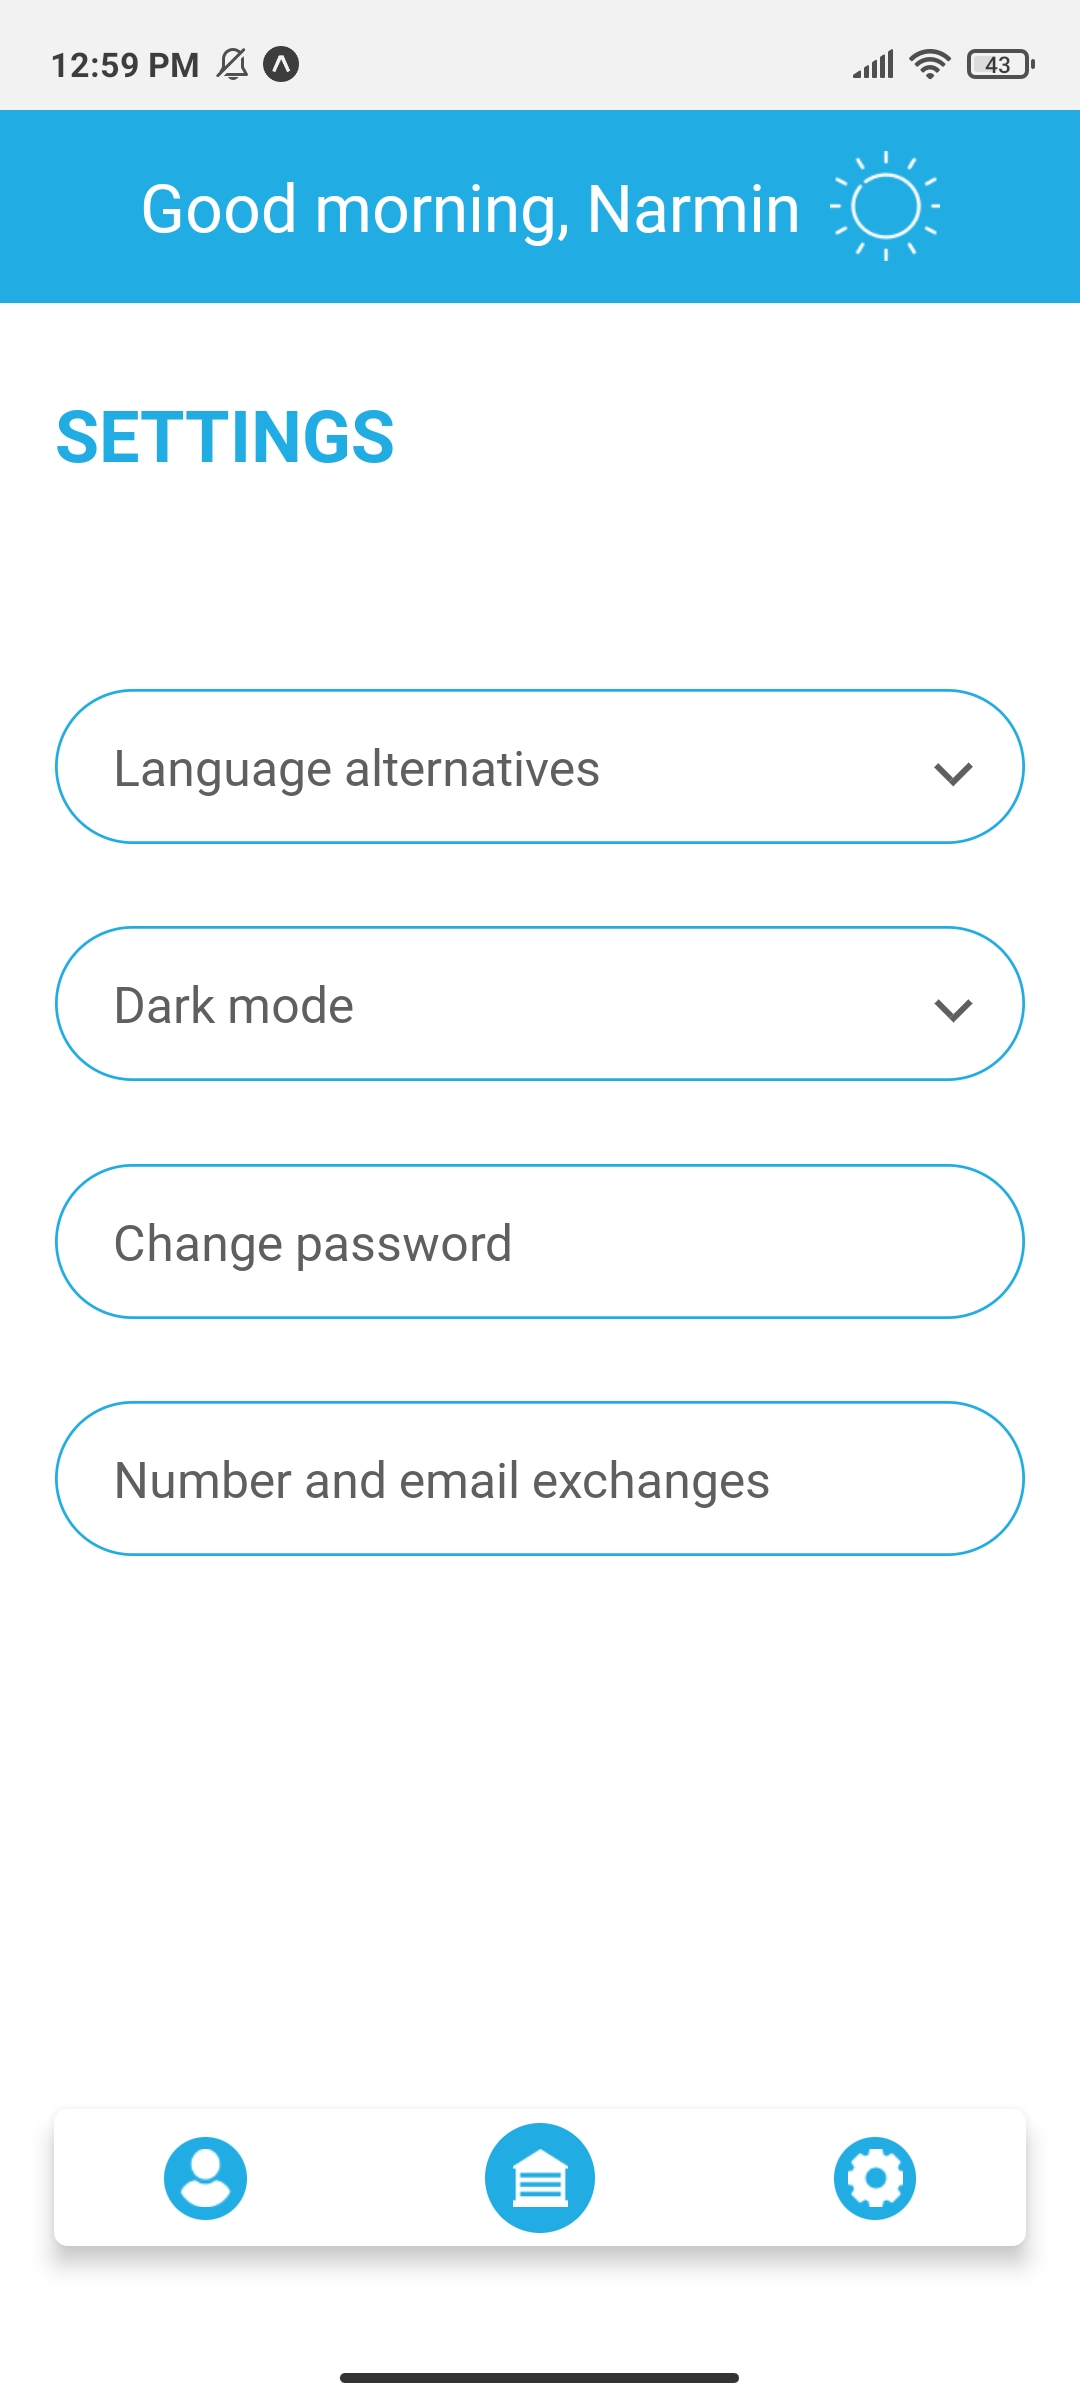 12:59 PM
43
Good morning, Narmin
SETTINGS
Language alternatives
Dark mode
Change password
Number and email exchanges